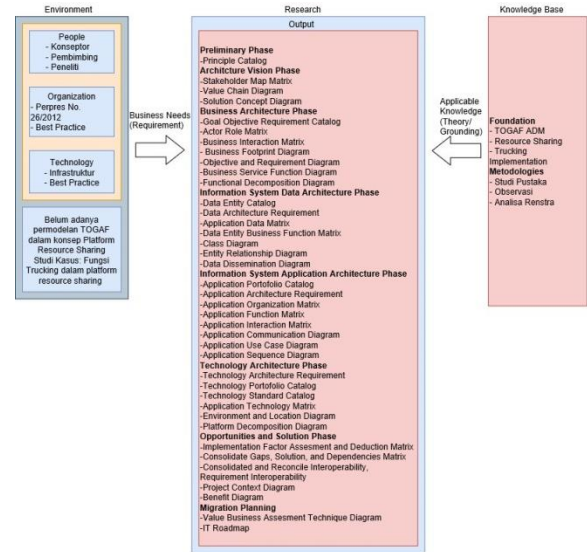 Environment
People
- Konseptor
- Pembimbing
- Peneliti
Organization
- Perpres No.
26/2012
- Best Practice
Technology
- Infrastruktur
- Best Practice
Belum adanya
permodelan TOGAF
dalam konsep Platform
Resource Sharing
Studi Kasus: Fungsi
Trucking dalam platform
resource sharing
Business Needs
(Requirement)
Research
Output
Preliminary Phase
-Principle Catalog
Architcture Vision Phase
-Stakeholder Map Matrix
-Value Chain Diagram
-Solution Concept Diagram
Business Architecture Phase
-Goal Objective Requirement Catalog
-Actor Role Matrix
-Business Interaction Matrix
- Business Footprint Diagram
-Objective and Requirement Diagram
-Business Service Function Diagram
-Functional Decomposition Diagram
Information System Data Architecture Phase
-Data Entity Catalog
-Data Architecture Requirement
-Application Data Matrix
-Data Entity Business Function Matrix
-Class Diagram
-Entity Relationship Diagram
-Data Dissemination Diagram
Information System Application Architecture Phase
-Application Portofolio Catalog
-Application Architecture Requirement
-Application Organization Matrix
-Application Function Matrix
-Application Interaction Matrix
-Application Communication Diagram
-Application Use Case Diagram
-Application Sequence Diagram
Technology Architecture Phase
-Technology Architecture Requirement
-Technology Portofolio Catalog
-Technology Standard Catalog
-Application Technology Matrix
-Environment and Location Diagram
-Platform Decomposition Diagram
Opportunities and Solution Phase
-Implementation Factor Assesment and Deduction Matrix
-Consolidate Gaps, Solution, and Dependencies Matrix
-Consolidated and Reconcile Interoperability,
Requirement Interoperability
-Project Context Diagram
-Benefit Diagram
Migration Planning
-Value Business Assesment Technique Diagram
-IT Roadmap
Applicable
Knowledge
(Theory/
Grounding)
Knowledge Base
Foundation
- TOGAF ADM
- Resource Sharing
- Trucking
Implementation
Metodologies
- Studi Pustaka
- Observasi
- Analisa Renstra